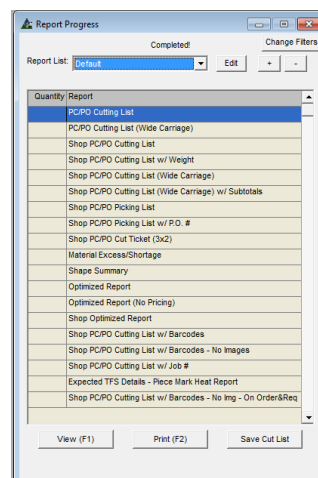 Report Progress
Completed!
Change Filters
Report List:
Default
Edit
+
-
Quantity Report
PC/PO Cutting List
PC/PO Cutting List (Wide Carriage)
Shop PC/PO Cutting List
Shop PC/PO Cutting List w/ Weight
Shop PC/PO Cutting List (Wide Carriage)
Shop PC/PO Cutting List (Wide Carriage) w/ Subtotals
Shop PC/PO Picking List
Shop PC/PO Picking List w/ P.O. #
Shop PC/PO Cut Ticket (3x2)
Material Excess/Shortage
Shape Summary
Optimized Report
Optimized Report (No Pricing)
Shop Optimized Report
Shop PC/PO Cutting List w/ Barcodes
Shop PC/PO Cutting List w/ Barcodes - No Images
Shop PC/PO Cutting List w/ Job #
Expected TFS Details - Piece Mark Heat Report
Shop PC/PO Cutting List w/ Barcodes - No Img - On Order&Req
View (F1)
Print (F2)
Save Cut List